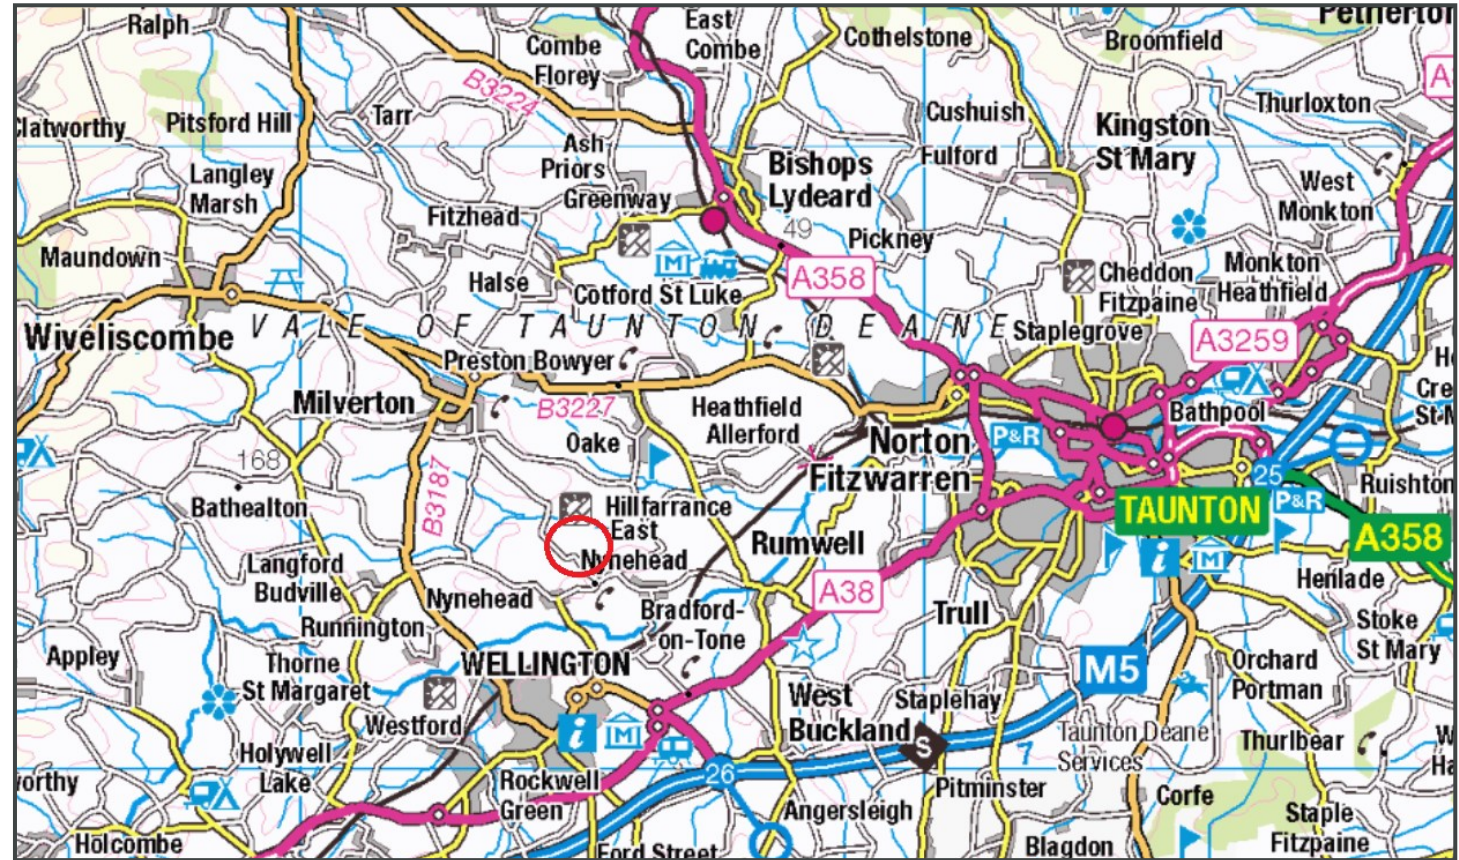 Petherton
Ralph
East
Combe
Combe
Florey
Cothelstone
Broomfield
A
B3224
Clatworthy
Pitsford Hill
Tarr
Cushuish
Thurloxton
Kingston
St Mary
Ash
Priors
Fulford
Langley
Marsh
Bishops
Lydeard
Greenway
West
Monkton
Fitzhead
49
Pickney
Maundown
M
Halse
Cotford St Luke
A358
Cheddon
Fitzpaine
Monkton
Heathfield
Wiveliscombe
VALE OF TAUNTON DEANE
Staplegrove
A3259
Preston Bowyer
Milverton
B3227
Heathfield
Allerford
Bathpool
Cre
St M
Oake
Norton
Fitzwarren
P&R
168
25
P&R
Ruishton
Bathealton
B3187
Hillfarrance
East
Nynehead
TAUNTON
A358
Rumwell
i
M
Langford
Budville
A38
Henlade
Nynehead
Bradford-
on-Tone
Trull
Stoke
St Mary
Runnington
Appley
Thorne
St Margaret
WELLINGTON
M5
Orchard
Portman
West
Buckland
Staplehay
Westford
i
M
S
Taunton Deane
Services
Thurlbear
W
Ha
Holywell
Lake
7
26
worthy
Rockwell
Green
Pitminster
Corfe
Angersleigh
Staple
Fitzpaine
Holcombe
Ford Street
Blagdon